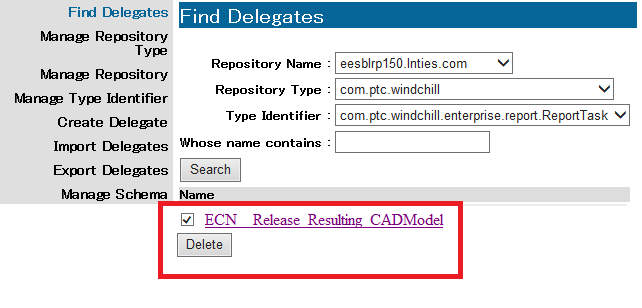 Find Delegates
Manage Repository
Type
Manage Repository
Manage Type Identifier
Create Delegate
Import Delegates
Export Delegates
Manage Schema
Find Delegates
Repository Name : eesblrp150.lnties.com
Repository Type : com.ptc.windchill
Type Identifier : com.ptc.windchill.enterprise.report.ReportTask
Whose name contains :
Search
Name
ECN_ Release_Resulting_CADModel
Delete